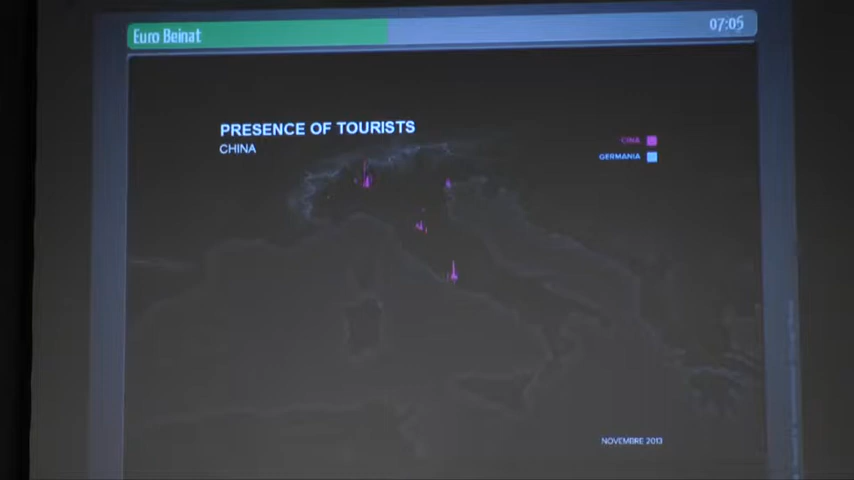 Euro Beinat
07:05
PRESENCE OF TOURISTS
CHINA
CINA
GERMANIA
NOVEMBRE 2013